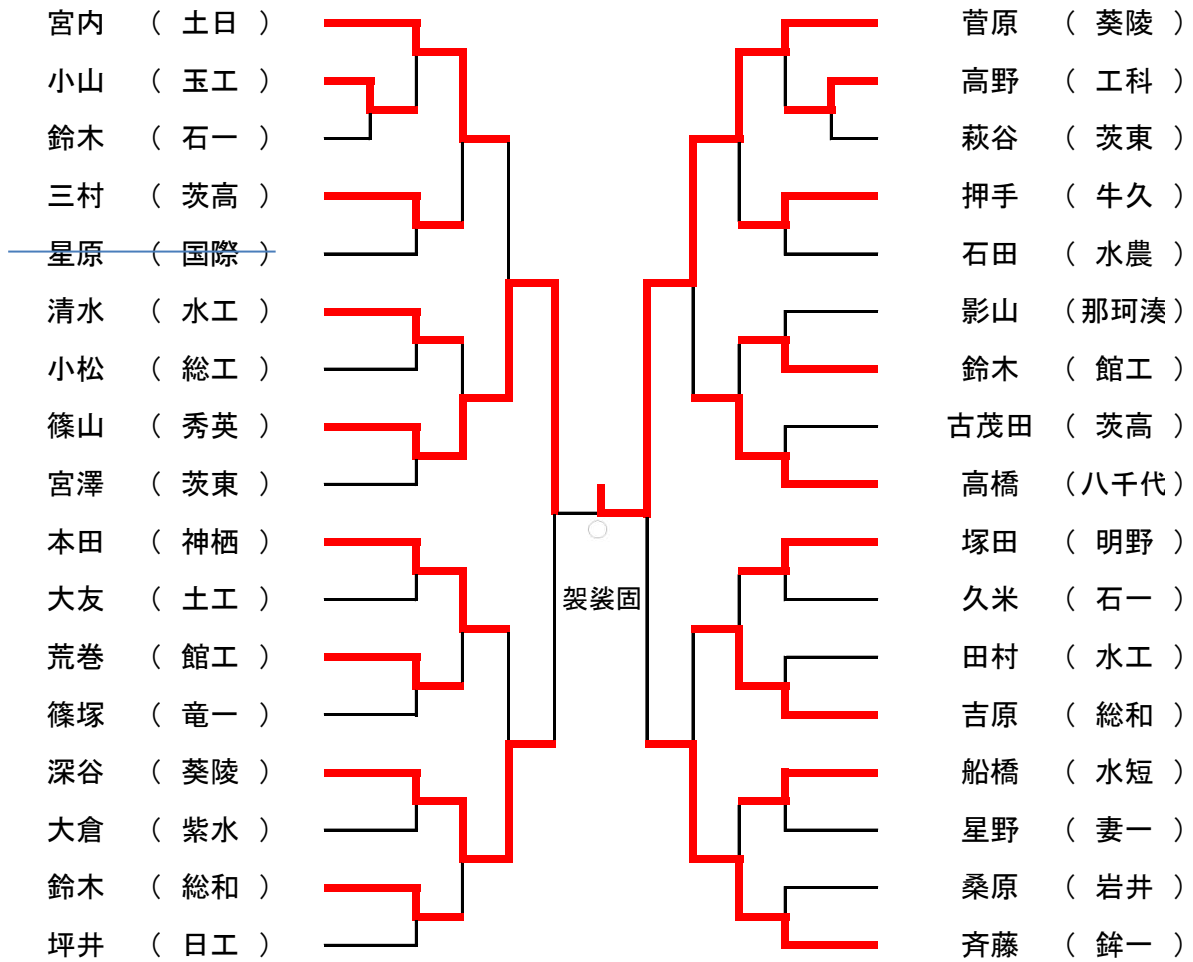 宮内 （ 土日 ）
小山 （ 玉工 ）
鈴木 （ 石一 ）
三村 （ 茨高 ）
星原 （ 国際 ）
清水 （ 水工 ）
小松 （ 総工 ）
篠山 （ 秀英 ）
宮澤 （ 茨東 ）
本田 （ 神栖 ）
大友 （ 土工 ）
荒巻 （ 館工 ）
篠塚 （ 竜一 ）
深谷 （ 葵陵 ）
大倉 （ 紫水 ）
鈴木 （ 総和 ）
坪井 （ 日工 ）
袈裟固
菅原 （ 葵陵 ）
高野 （ 工科 ）
萩谷 （ 茨東 ）
押手 （ 牛久 ）
石田 （ 水農 ）
影山 （那珂湊）
鈴木 （ 館工 ）
古茂田 （ 茨高 ）
高橋 （八千代）
塚田 （ 明野 ）
久米 （ 石一 ）
田村 （ 水工 ）
吉原 （ 総和 ）
船橋 （ 水短 ）
星野 （ 妻一 ）
桑原 （ 岩井 ）
斉藤 （ 鉾一 ）